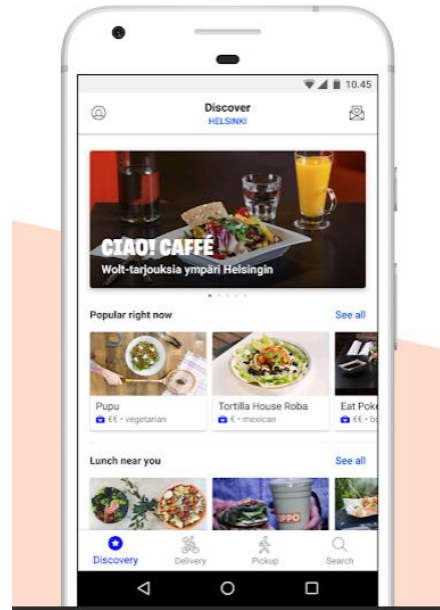 10.45
Discover
HELSINKI
CIAO! CAFFÉ
Wolt-tarjouksia ympäri Helsingin
Popular right now See all
Pupu Tortilla House Roba Eat Poke
€€ • vegetarian € • mexican €€ •
Lunch near you See all
Discovery Delivery Pickup Search